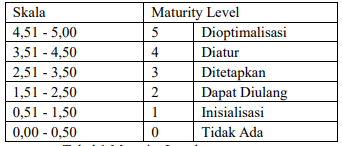 Skala Maturity Level
4,51 - 5,00 5 Dioptimalisasi
3,51 - 4,50 4 Diatur
2,51 - 3,50 3 Ditetapkan
1,51 - 2,50 2 Dapat Diulang
0,51 - 1,50 1 Inisialisasi
0,00 - 0,50 0 Tidak Ada